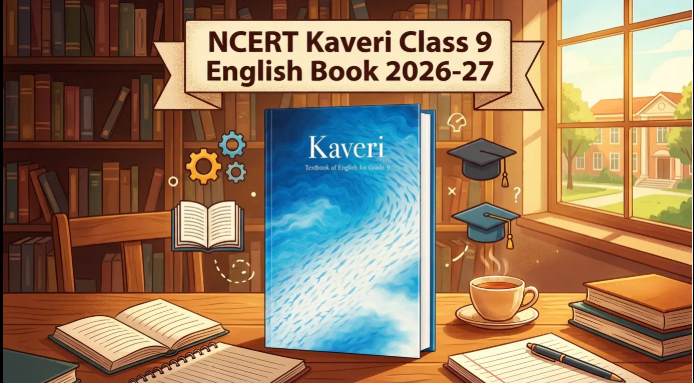 NCERT Kaveri Class 9
English Book 2026-27
Kaveri
Textbook of English for Grade 9